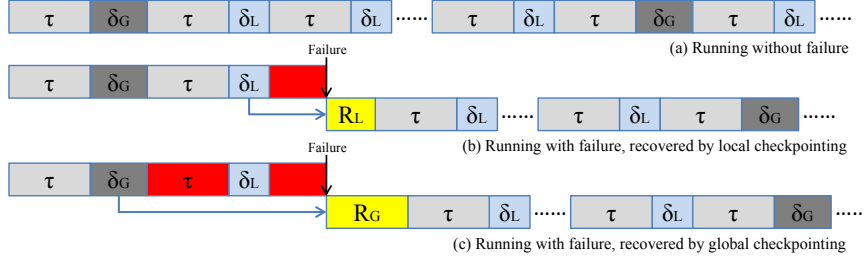 τ δG τ δL τ δL ...... τ δL τ δG τ δL ......
Failure
(a) Running without failure
τ δG τ δL
RL τ δL ...... τ δL τ δG ......
Failure
(b) Running with failure, recovered by local checkpointing
τ δG τ δL
RG τ δL ...... τ δL τ δG .....
(c) Running with failure, recovered by global checkpointing